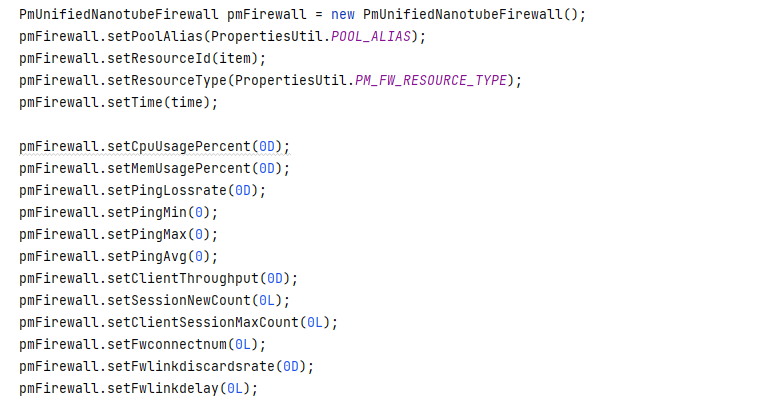 PmUnifiedNanotubeFirewall pmFirewall = new PmUnifiedNanotubeFirewall();
pmFirewall.setPoolAlias(PropertiesUtil.POOL_ALIAS);
pmFirewall.setResourceId(item);
pmFirewall.setResourceType(PropertiesUtil.PM_FW_RESOURCE_TYPE);
pmFirewall.setTime(time);
pmFirewall.setCpuUsagePercent(0D);
pmFirewall.setMemUsagePercent(0D);
pmFirewall.setPingLossrate(0D);
pmFirewall.setPingMin(0);
pmFirewall.setPingMax(0);
pmFirewall.setPingAvg(0);
pmFirewall.setClientThroughput(0D);
pmFirewall.setSessionNewCount(0L);
pmFirewall.setClientSessionMaxCount(0L);
pmFirewall.setFwconnectnum(0L);
pmFirewall.setFwlinkdiscardsrate(0D);
pmFirewall.setFwlinkdelay(0L);